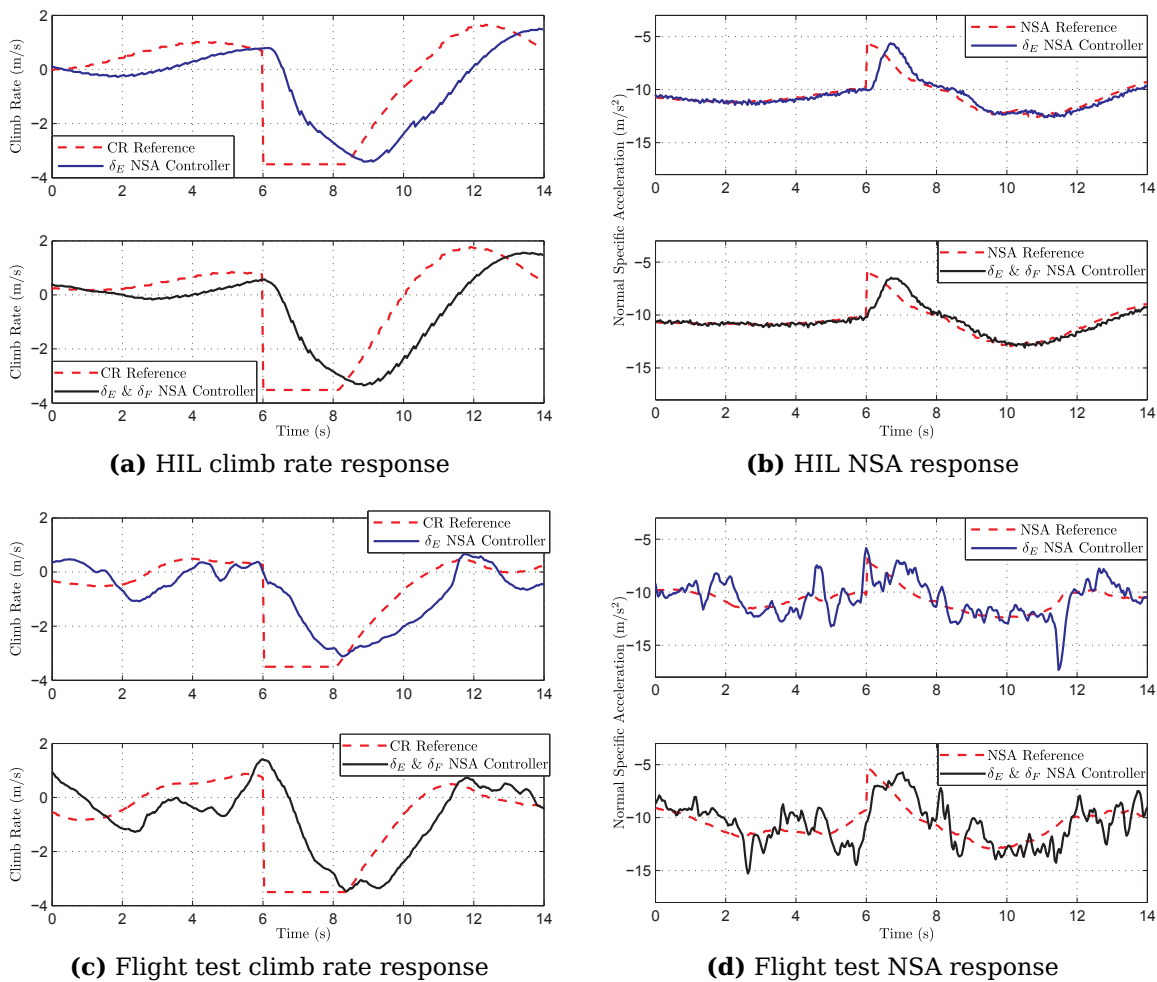 2
0
−2
−4
Climb Rate (m/s)
CR Reference
δE NSA Controller
0 2 4 6 8 10 12 14
2
0
−2
−4
Climb Rate (m/s)
CR Reference
δE & δF NSA Controller
0 2 4 6 8 10 12 14
Time (s)
(a) HIL climb rate response
−5
−10
−15
Normal Specific Acceleration (m/s²)
NSA Reference
δE NSA Controller
0 2 4 6 8 10 12 14
−5
−10
−15
NSA Reference
δE & δF NSA Controller
0 2 4 6 8 10 12 14
Time (s)
(b) HIL NSA response
2
0
−2
−4
Climb Rate (m/s)
CR Reference
δE NSA Controller
0 2 4 6 8 10 12 14
2
0
−2
−4
Climb Rate (m/s)
CR Reference
δE & δF NSA Controller
0 2 4 6 8 10 12 14
Time (s)
(c) Flight test climb rate response
−5
−10
−15
Normal Specific Acceleration (m/s²)
NSA Reference
δE NSA Controller
0 2 4 6 8 10 12 14
−5
−10
−15
NSA Reference
δE & δF NSA Controller
0 2 4 6 8 10 12 14
Time (s)
(d) Flight test NSA response